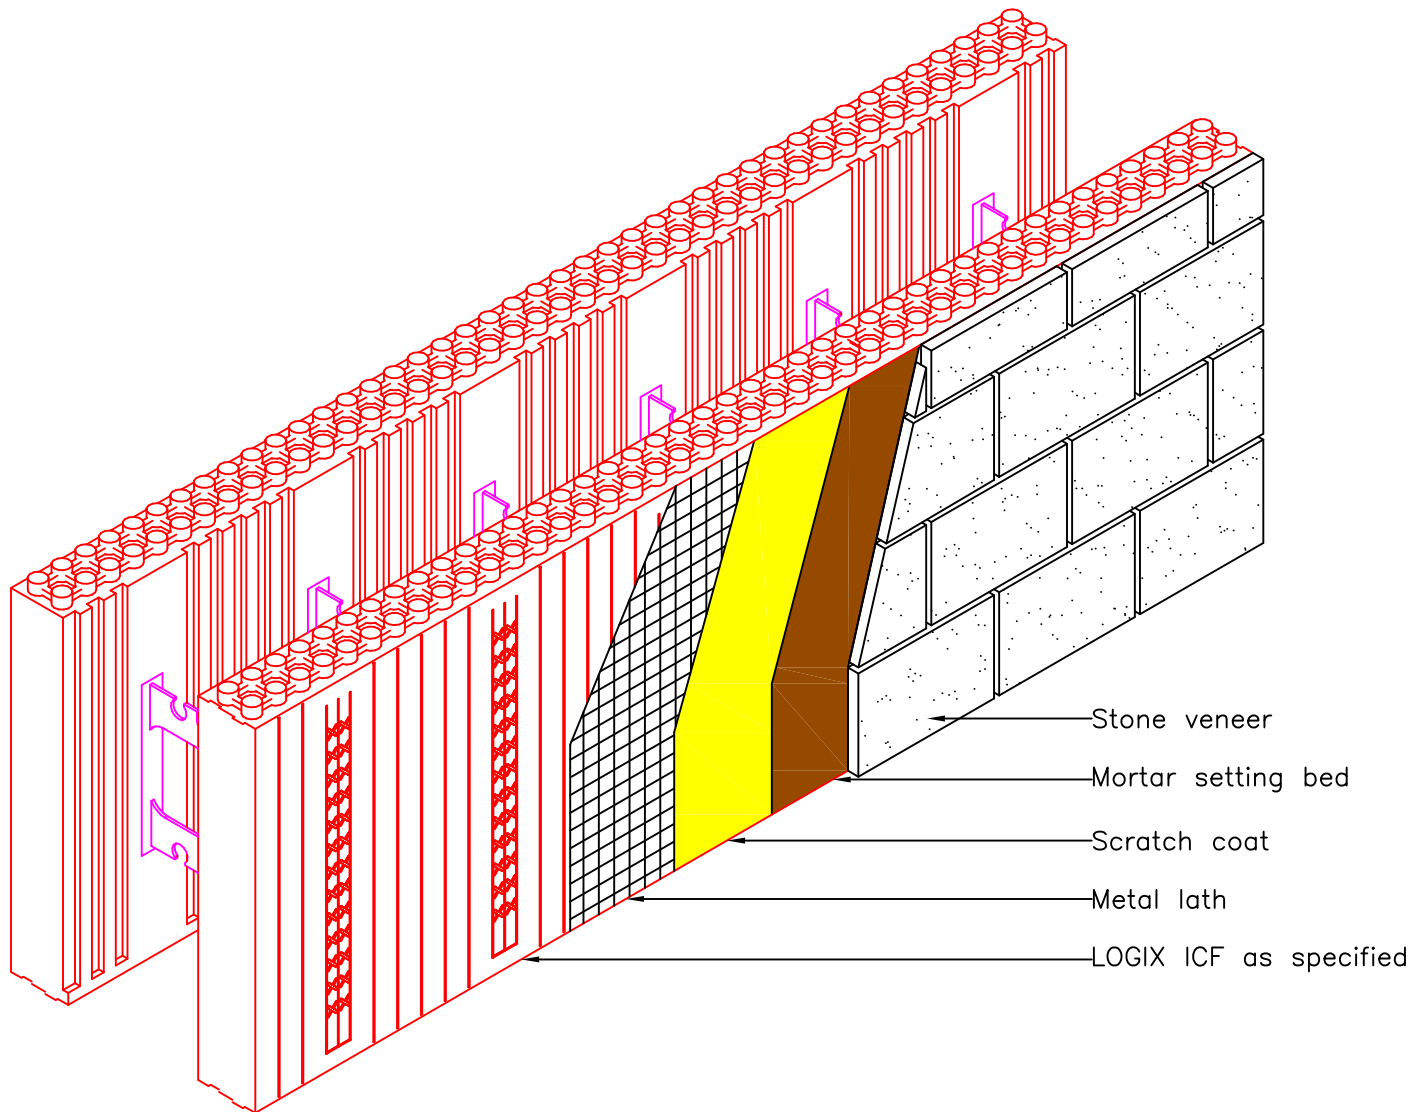 Stone veneer
Mortar setting bed
Scratch coat
Metal lath
LOGIX ICF as specified